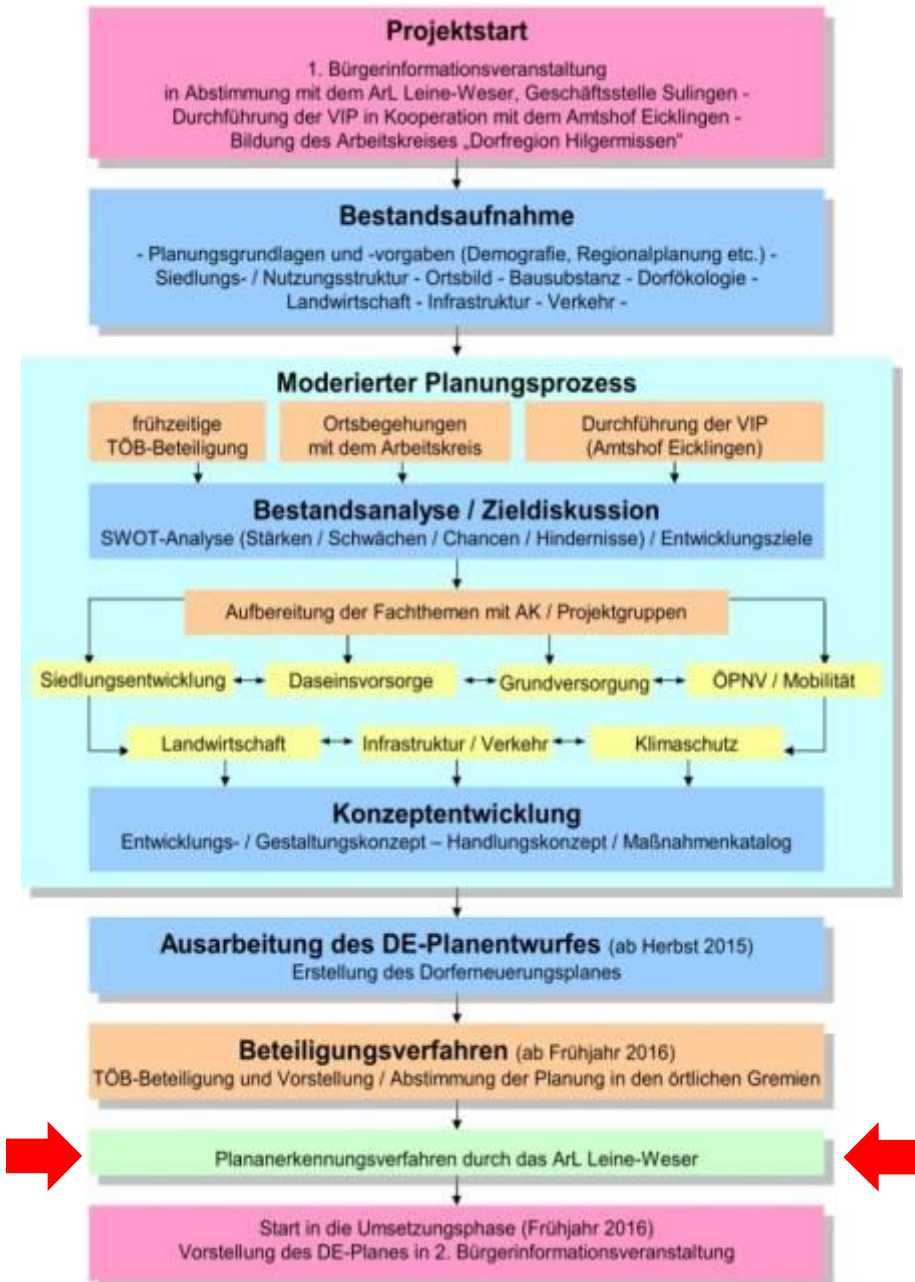 Projektstart
1. Bürgerinformationsveranstaltung
in Abstimmung mit dem ArL Leine-Weser, Geschäftsstelle Sulingen -
Durchführung der VIP in Kooperation mit dem Amtshof Eicklingen -
Bildung des Arbeitskreises „Dorfregion Hilgermissen“
Bestandsaufnahme
- Planungsgrundlagen und -vorgaben (Demografie, Regionalplanung etc.) -
Siedlungs- / Nutzungsstruktur - Ortsbild - Bausubstanz - Dorfökologie -
Landwirtschaft - Infrastruktur - Verkehr -
Moderierter Planungsprozess
frühzeitige
TÖB-Beteiligung
Ortsbegehungen
mit dem Arbeitskreis
Durchführung der VIP
(Amtshof Eicklingen)
Bestandsanalyse / Zieldiskussion
SWOT-Analyse (Stärken / Schwächen / Chancen / Hindernisse) / Entwicklungsziele
Aufbereitung der Fachthemen mit AK / Projektgruppen
Siedlungsentwicklung Daseinsvorsorge Grundversorgung ÖPNV / Mobilität
Landwirtschaft Infrastruktur / Verkehr Klimaschutz
Konzeptentwicklung
Entwicklungs- / Gestaltungskonzept – Handlungskonzept / Maßnahmenkatalog
Ausarbeitung des DE-Planentwurfes (ab Herbst 2015)
Erstellung des Dorferneuerungsplanes
Beteiligungsverfahren (ab Frühjahr 2016)
TÖB-Beteiligung und Vorstellung / Abstimmung der Planung in den örtlichen Gremien
Plananerkennungsverfahren durch das ArL Leine-Weser
Start in die Umsetzungsphase (Frühjahr 2016)
Vorstellung des DE-Planes in 2. Bürgerinformationsveranstaltung